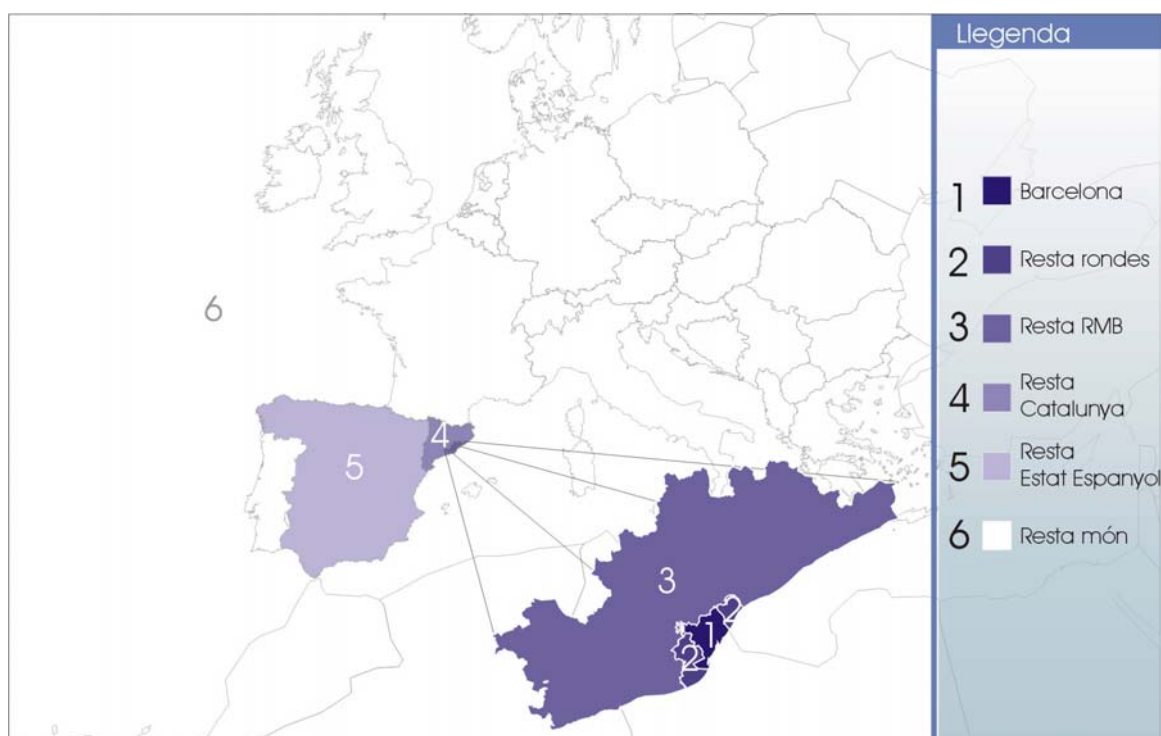 Llegenda
1 Barcelona
2 Resta rondes
3 Resta RMB
4 Resta
Catalunya
5 Resta
Estat Espanyol
6 Resta món
6
4
5
3
2
1
2